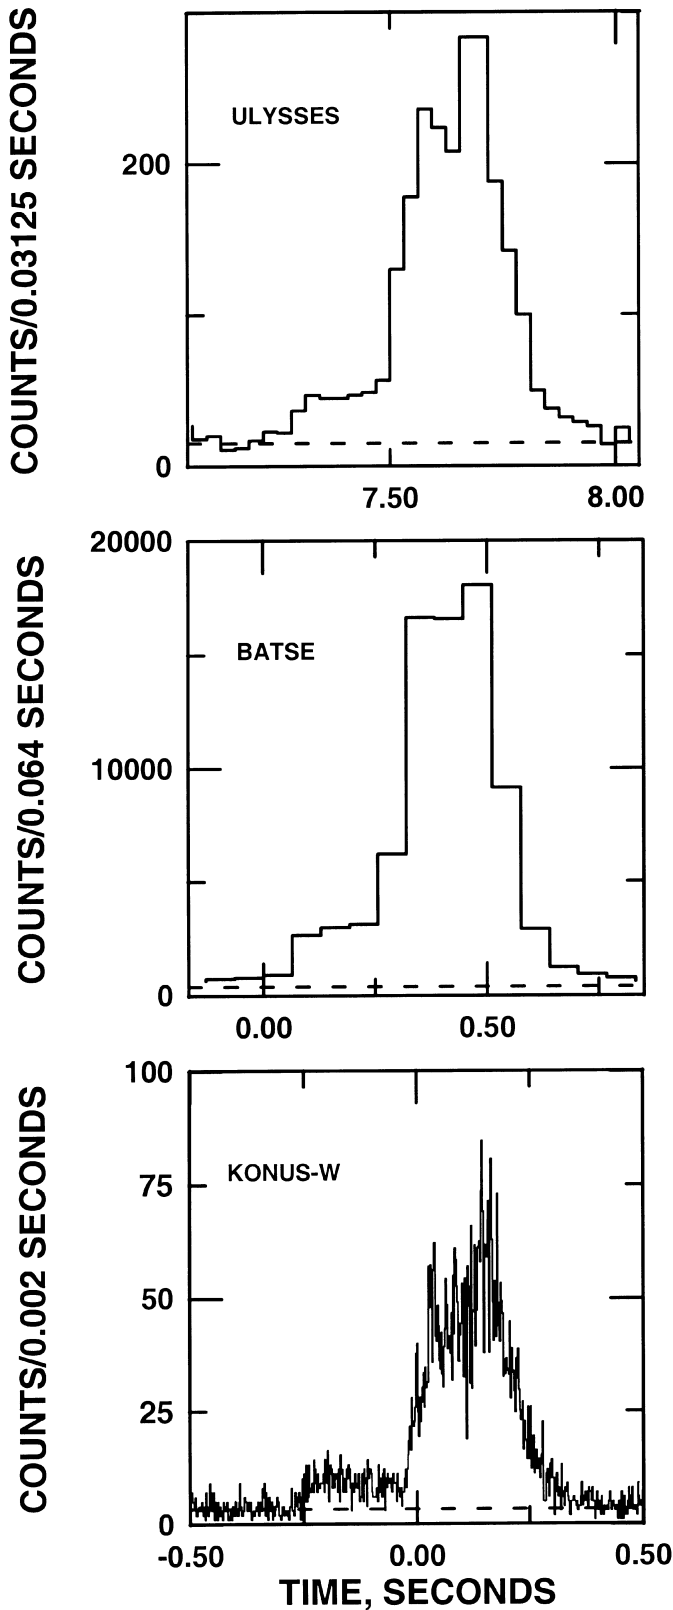 COUNTS/0.03125 SECONDS
ULYSSES
200
0
7.50 8.00
COUNTS/0.064 SECONDS
20000
BATSE
10000
0
0.00 0.50
COUNTS/0.002 SECONDS
100
KONUS-W
75
50
25
0
-0.50 0.00 0.50
TIME, SECONDS